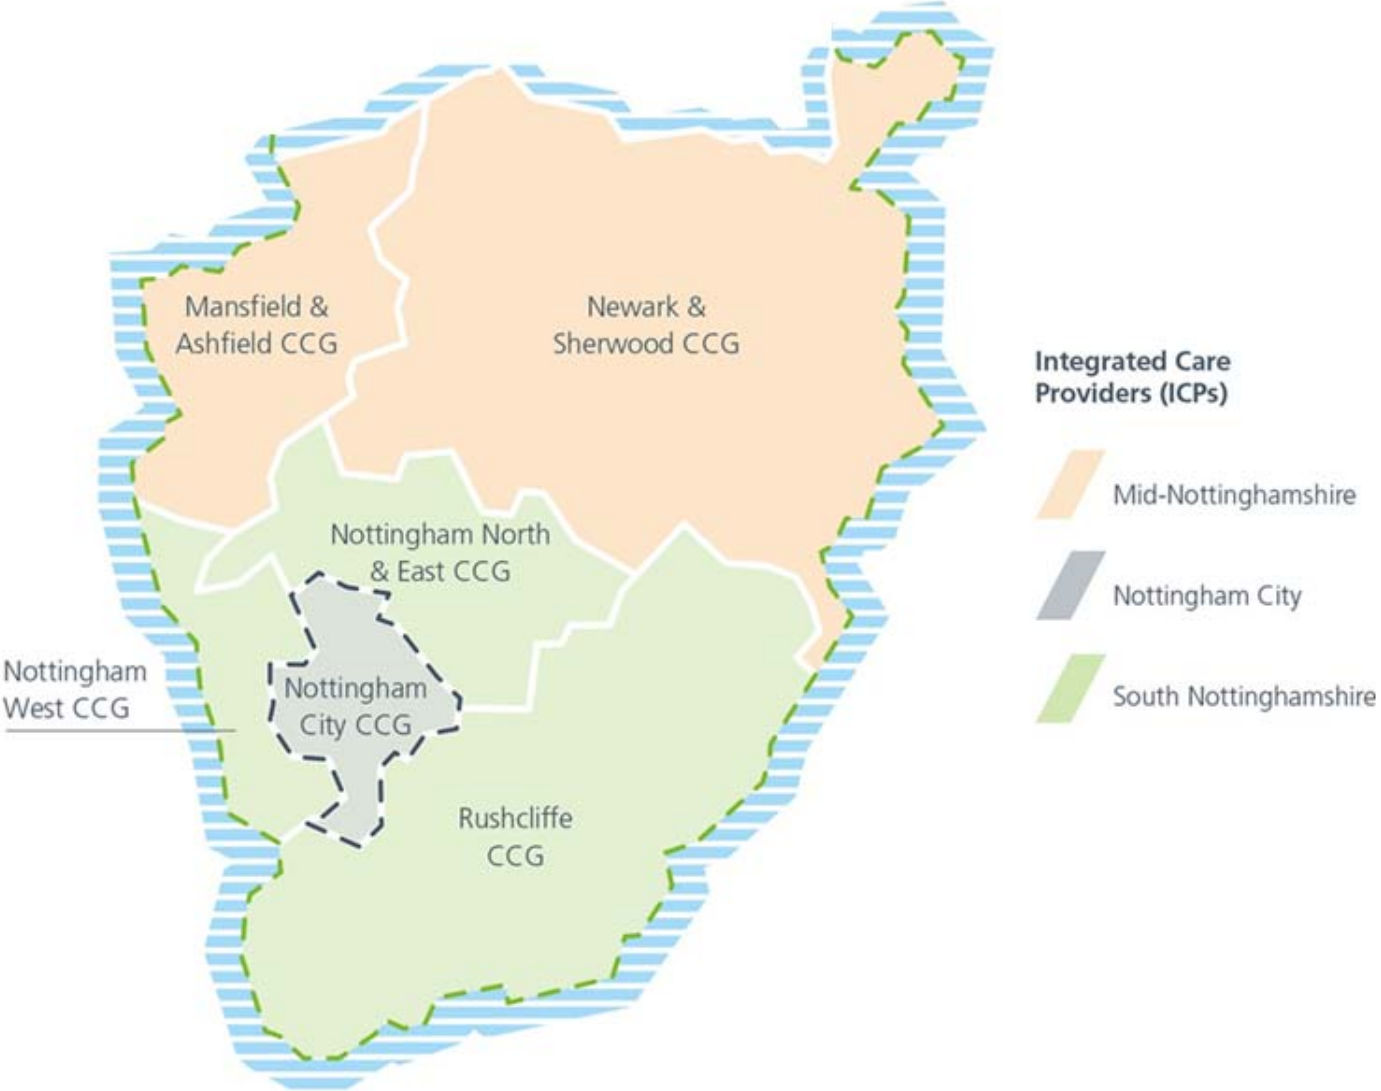 Mansfield &
Ashfield CCG
Newark &
Sherwood CCG
Nottingham North
& East CCG
Nottingham
West CCG
Nottingham
City CCG
Rushcliffe
CCG
Integrated Care
Providers (ICPs)
Mid-Nottinghamshire
Nottingham City
South Nottinghamshire